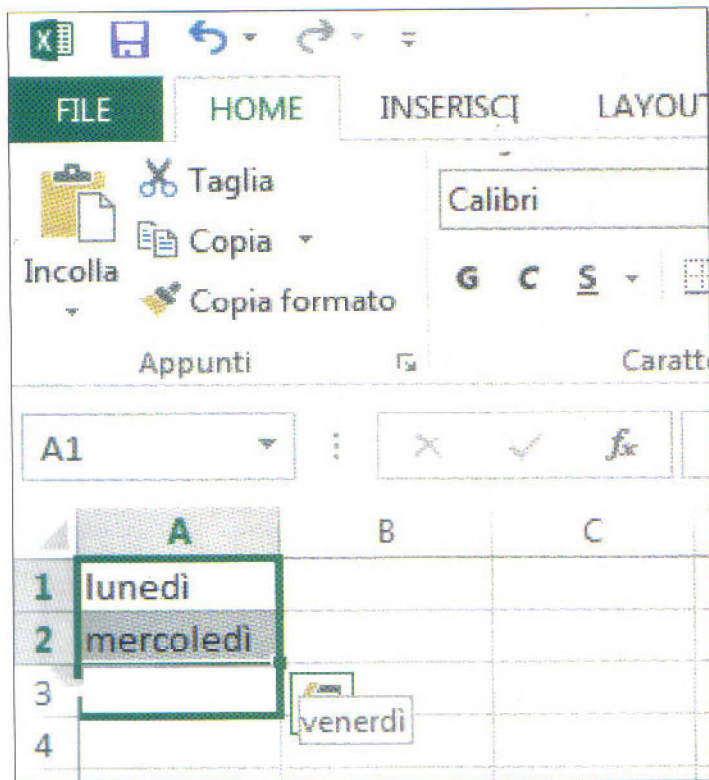 FILE HOME INSERISCI LAYOUT
Taglia
Calibri
Copia
Incolla
G C S
Copia formato
Appunti Caratte
A1 fx
A B C
1 lunedì
2 mercoledì
3
venerdì
4